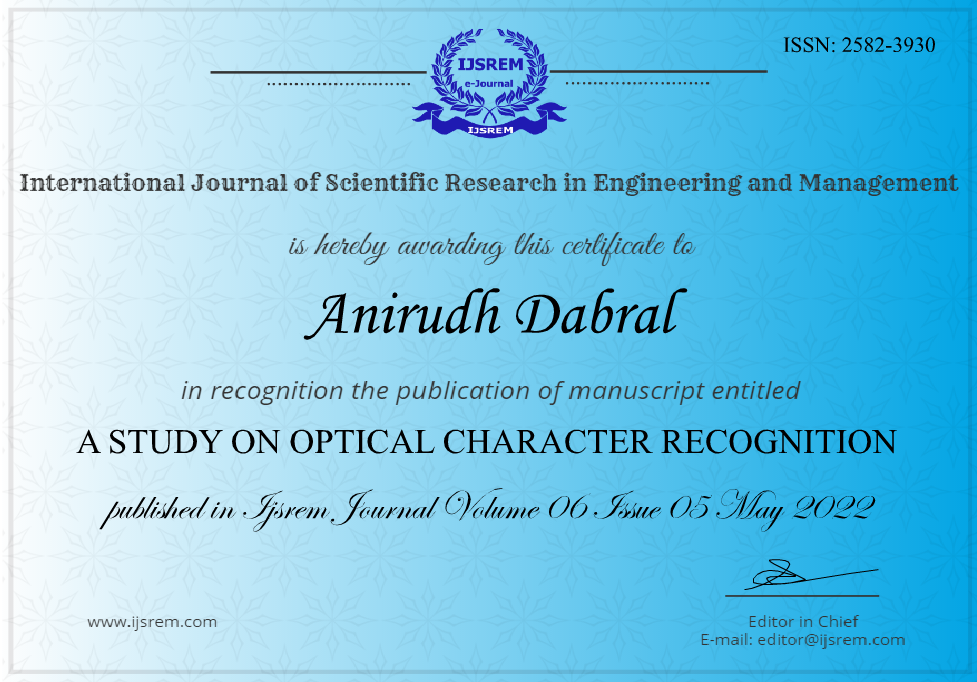 ISSN: 2582-3930
IJSREM
e-Journal
IJSREM
International Journal of Scientific Research in Engineering and Management
is hereby awarding this certificate to
Anirudh Dabral
in recognition the publication of manuscript entitled
A STUDY ON OPTICAL CHARACTER RECOGNITION
published in Ijsrem Journal Volume 06 Issue 05 May 2022
www.ijsrem.com
Editor in Chief
E-mail: editor@ijsrem.com